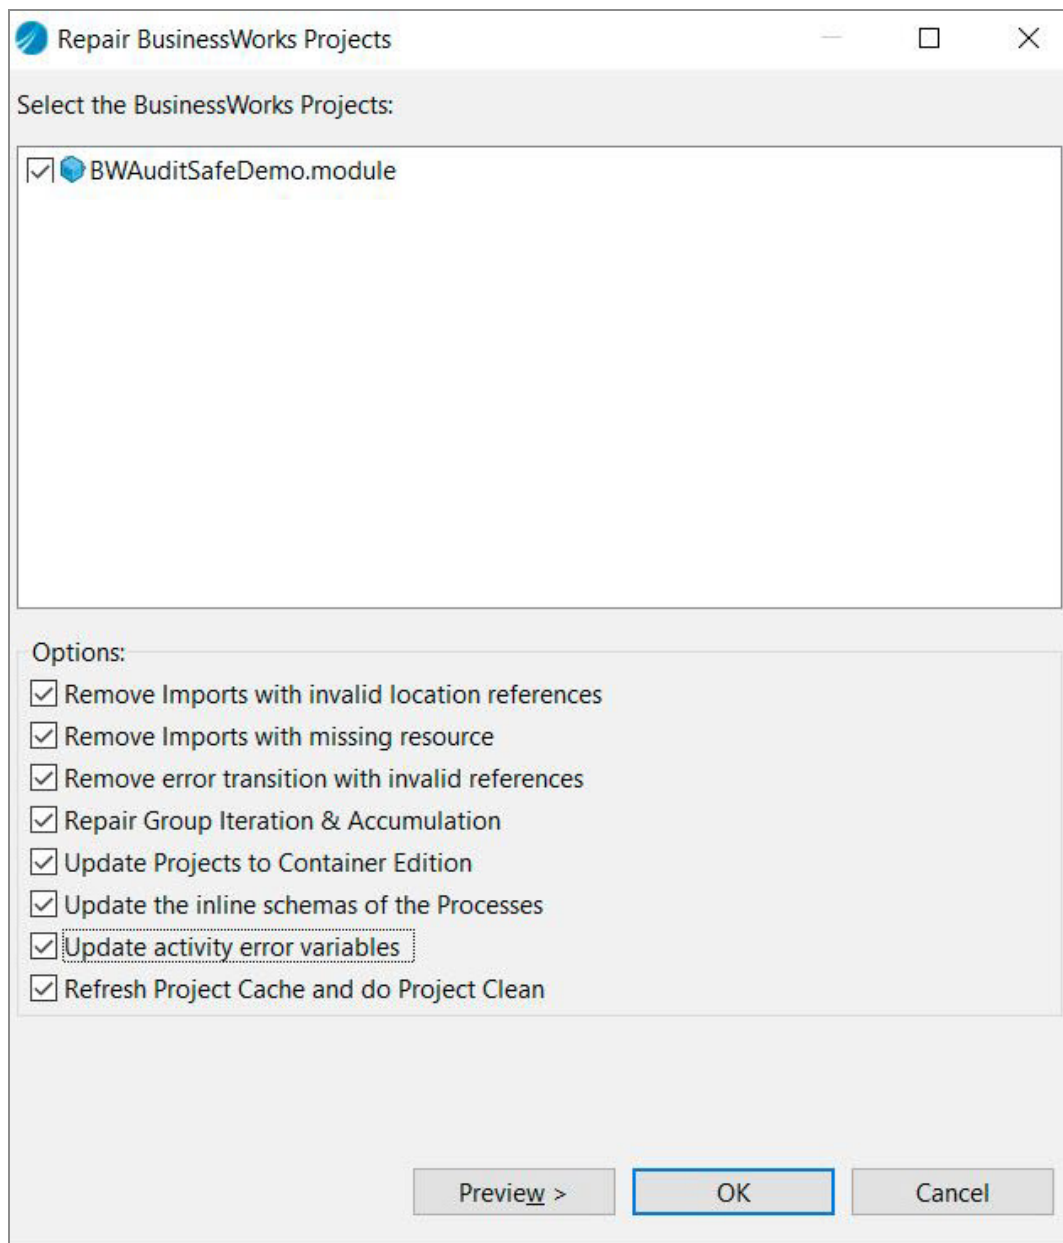 Repair BusinessWorks Projects
Select the BusinessWorks Projects:
BWAuditSafeDemo.module
Options:
Remove Imports with invalid location references
Remove Imports with missing resource
Remove error transition with invalid references
Repair Group Iteration & Accumulation
Update Projects to Container Edition
Update the inline schemas of the Processes
Update activity error variables
Refresh Project Cache and do Project Clean
Preview > OK Cancel